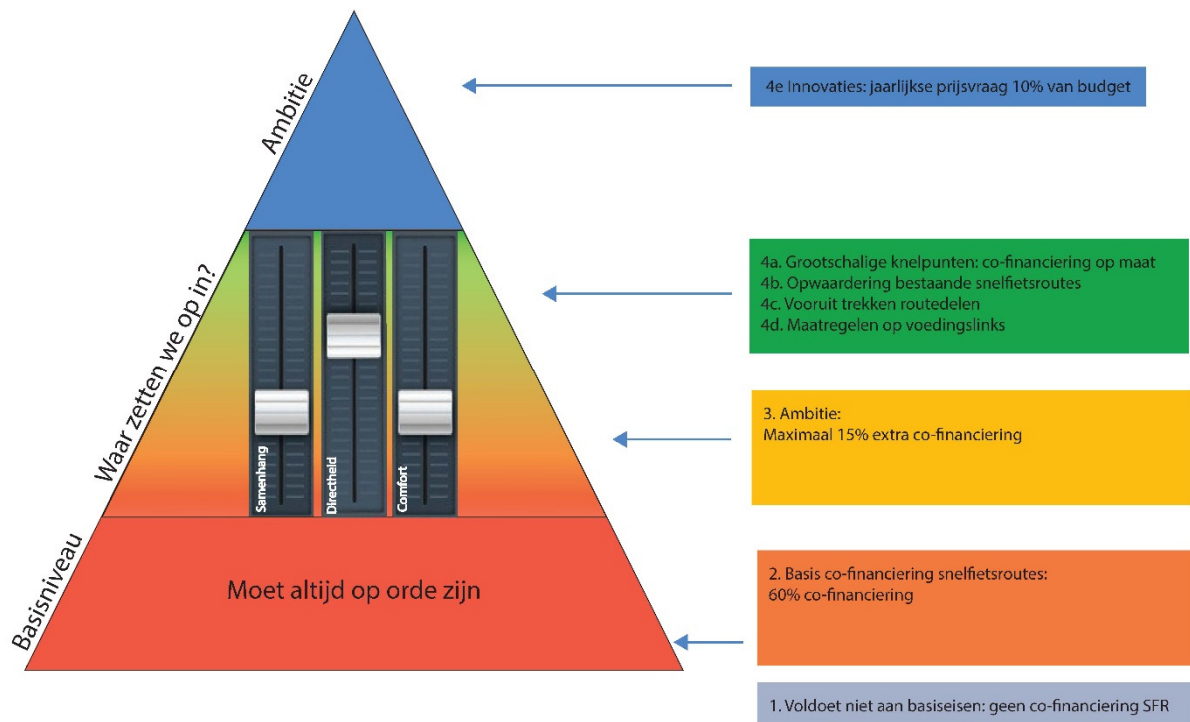 Ambitie
Waar zetten we op in?
Basisniveau
Samenhang
Directheid
Comfort
Moet altijd op orde zijn
4e Innovaties: jaarlijkse prijsvraag 10% van budget
4a. Grootschalige knelpunten: co-financiering op maat
4b. Opwaardering bestaande snelfietsroutes
4c. Vooruit trekken routedelen
4d. Maatregelen op voedingslinks
3. Ambitie:
Maximaal 15% extra co-financiering
2. Basis co-financiering snelfietsroutes:
60% co-financiering
1. Voldoet niet aan basiseisen: geen co-financiering SFR